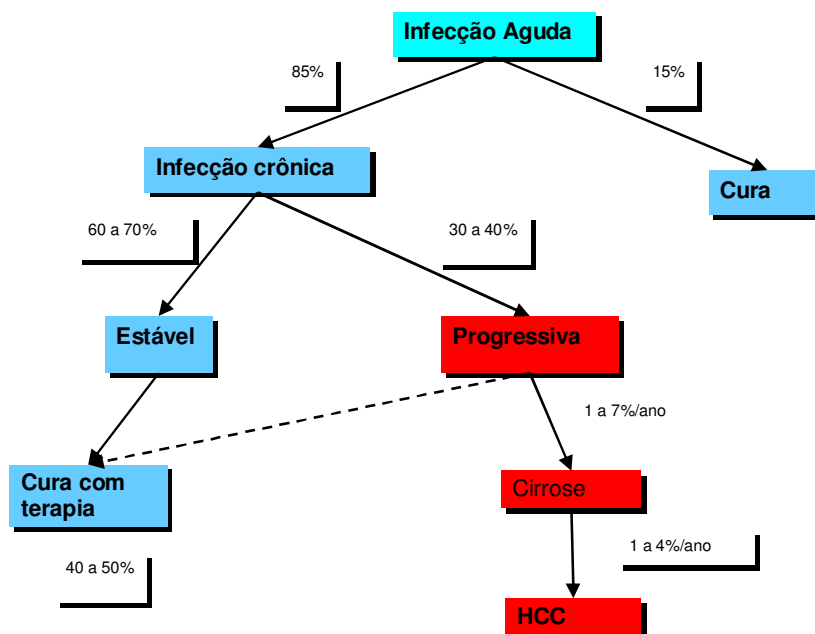 Infecção Aguda
85%
15%
Infecção crônica
Cura
60 a 70%
30 a 40%
Estável
Progressiva
1 a 7%/ano
Cura com
terapia
Cirrose
40 a 50%
1 a 4%/ano
HCC